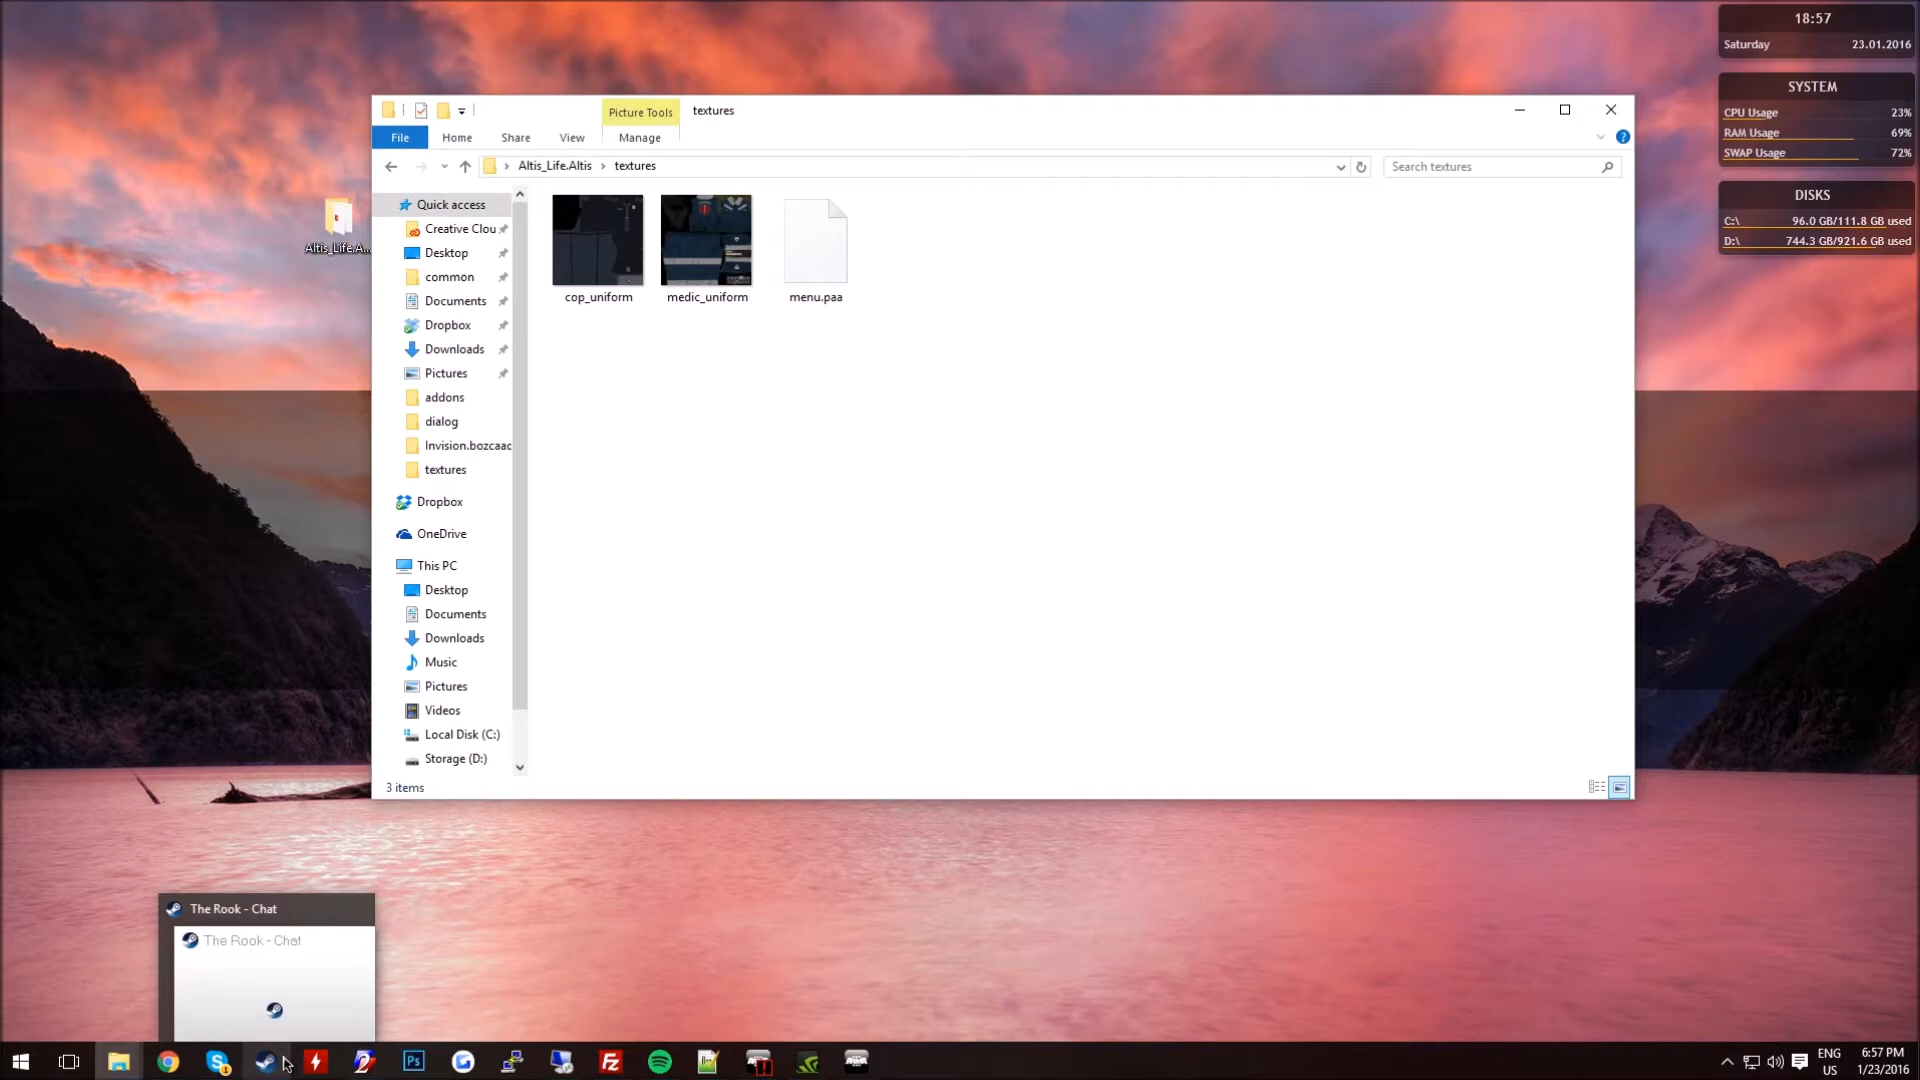 18:57
Saturday 23.01.2016
SYSTEM
CPU Usage 23%
RAM Usage 69%
SWAP Usage 72%
DISKS
C:\ 96.0 GB/111.8 GB used
D:\ 744.3 GB/921.6 GB used
Altis_Life.A...
Picture Tools textures
File Home Share View Manage
Altis_Life.Altis textures
Search textures
Quick access
Creative Clou
Desktop
common
Documents
Dropbox
Downloads
Pictures
addons
dialog
Invision.bozcaac
textures
Dropbox
OneDrive
This PC
Desktop
Documents
Downloads
Music
Pictures
Videos
Local Disk (C:)
Storage (D:)
cop_uniform
medic_uniform
menu.paa
3 items
The Rook - Chat
The Rook - Chat
Ps
Fz
ENG
US
6:57 PM
1/23/2016